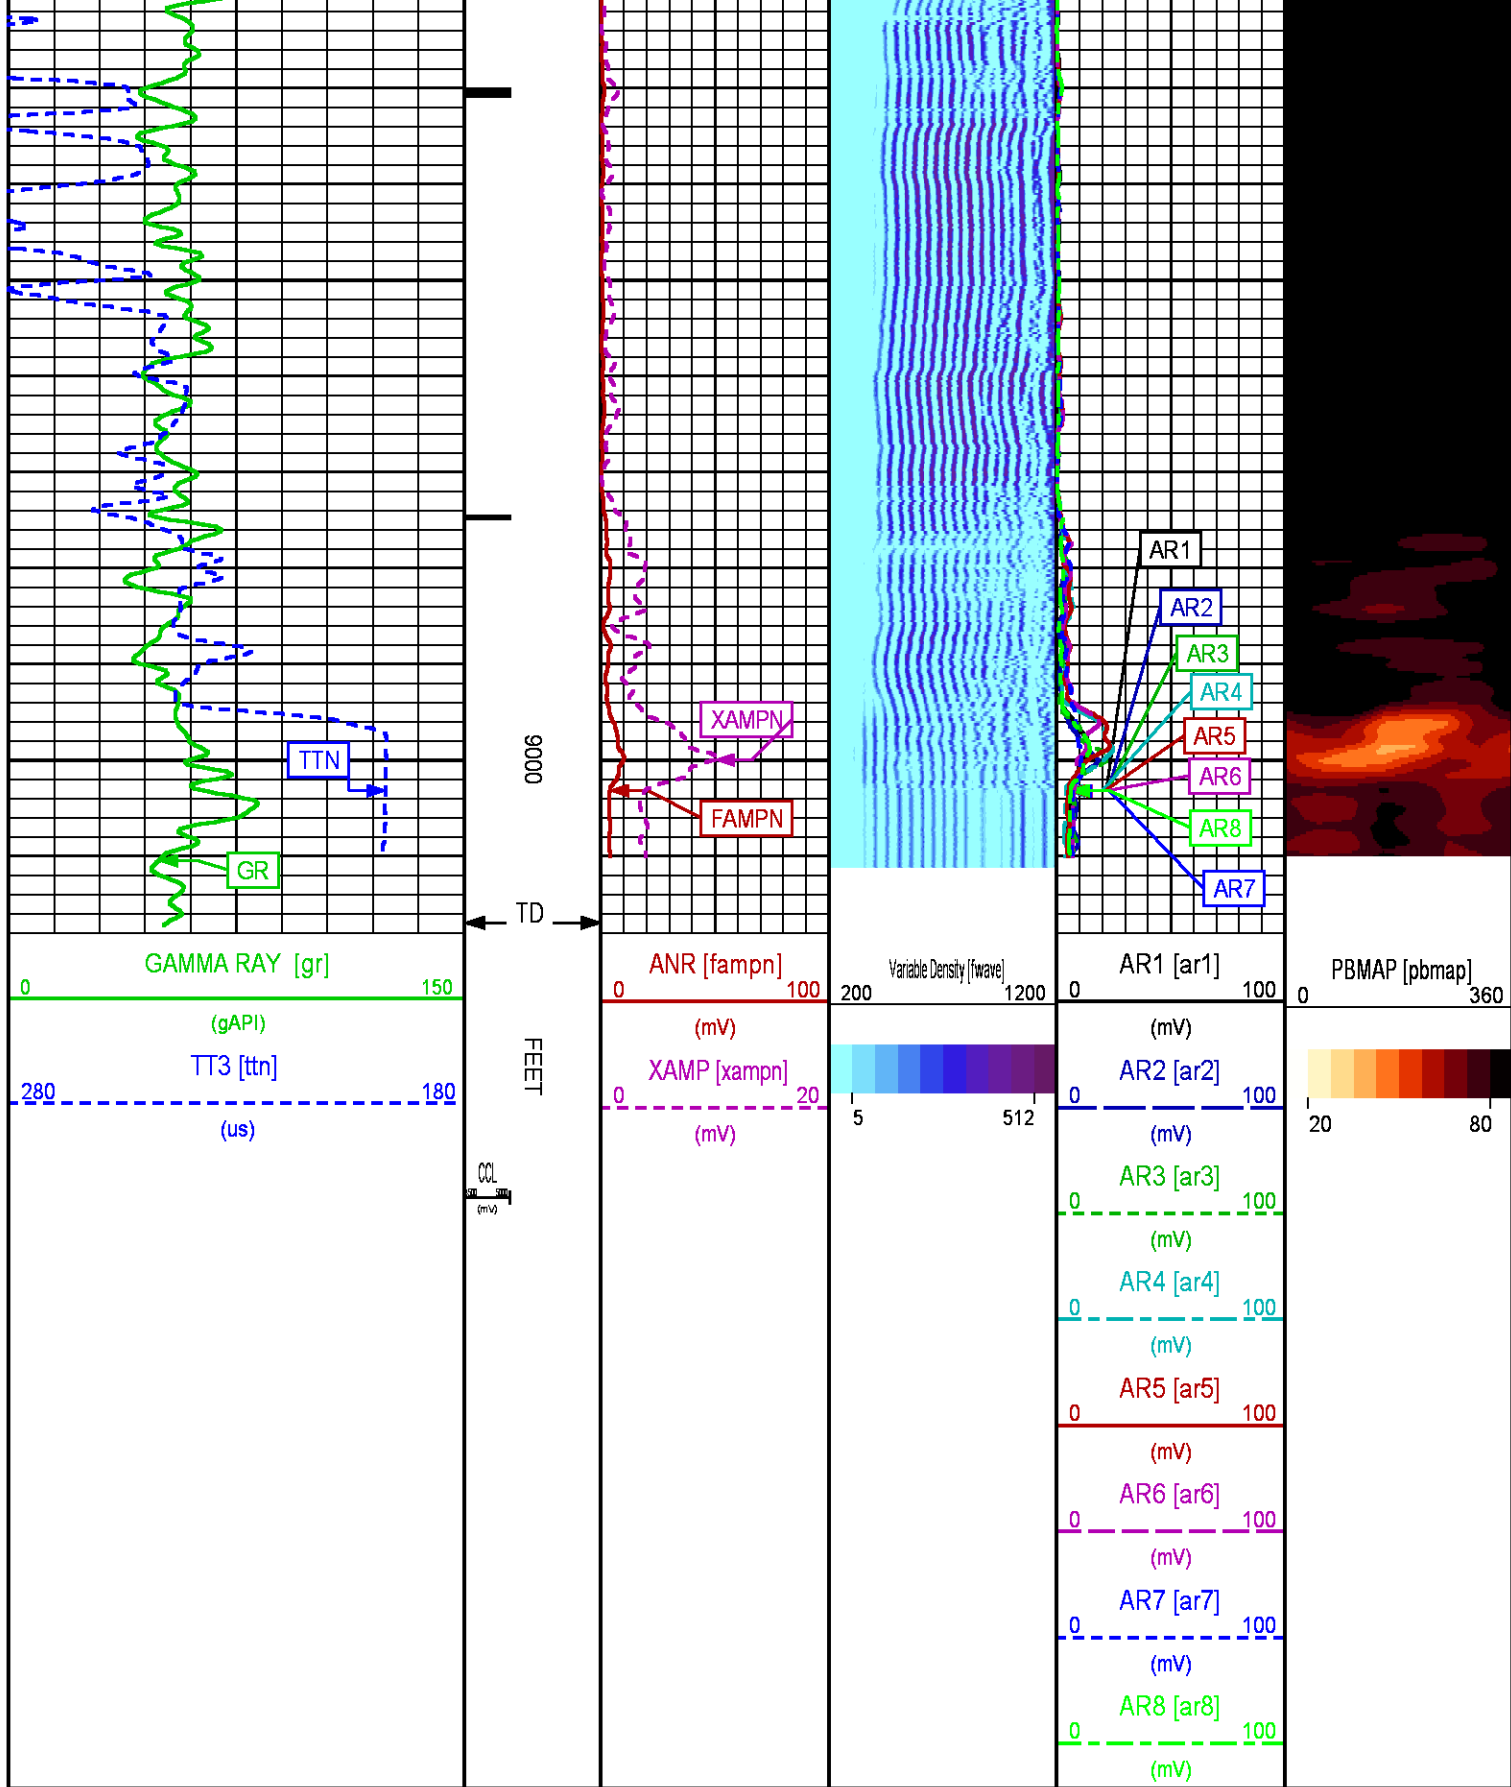 AR1
AR2
AR3
AR4
XAMPN
AR5
9000
TTN
AR6
FAMPN
AR8
GR
AR7
TD
GAMMA RAY [gr]
0 150
(gAPI)
TT3 [ttn]
280 180
(us)
FEET
CCL
(mV)
ANR [fampn]
0 100
(mV)
XAMP [xampn]
0 20
(mV)
Variable Density [fwave]
200 1200
5 512
AR1 [ar1]
0 100
(mV)
AR2 [ar2]
0 100
(mV)
AR3 [ar3]
0 100
(mV)
AR4 [ar4]
0 100
(mV)
AR5 [ar5]
0 100
(mV)
AR6 [ar6]
0 100
(mV)
AR7 [ar7]
0 100
(mV)
AR8 [ar8]
0 100
(mV)
PBMAP [pbmap]
0 360
20 80